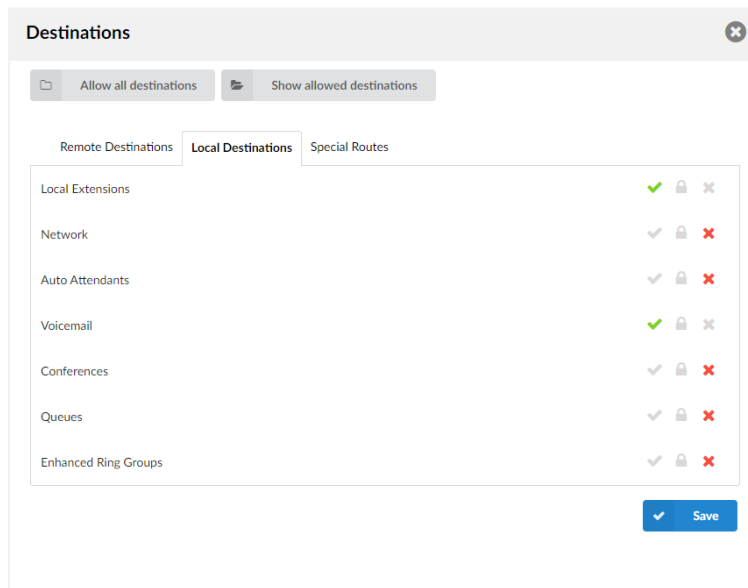 Destinations
Allow all destinations Show allowed destinations
Remote Destinations Local Destinations Special Routes
Local Extensions
Network
Auto Attendants
Voicemail
Conferences
Queues
Enhanced Ring Groups
Save